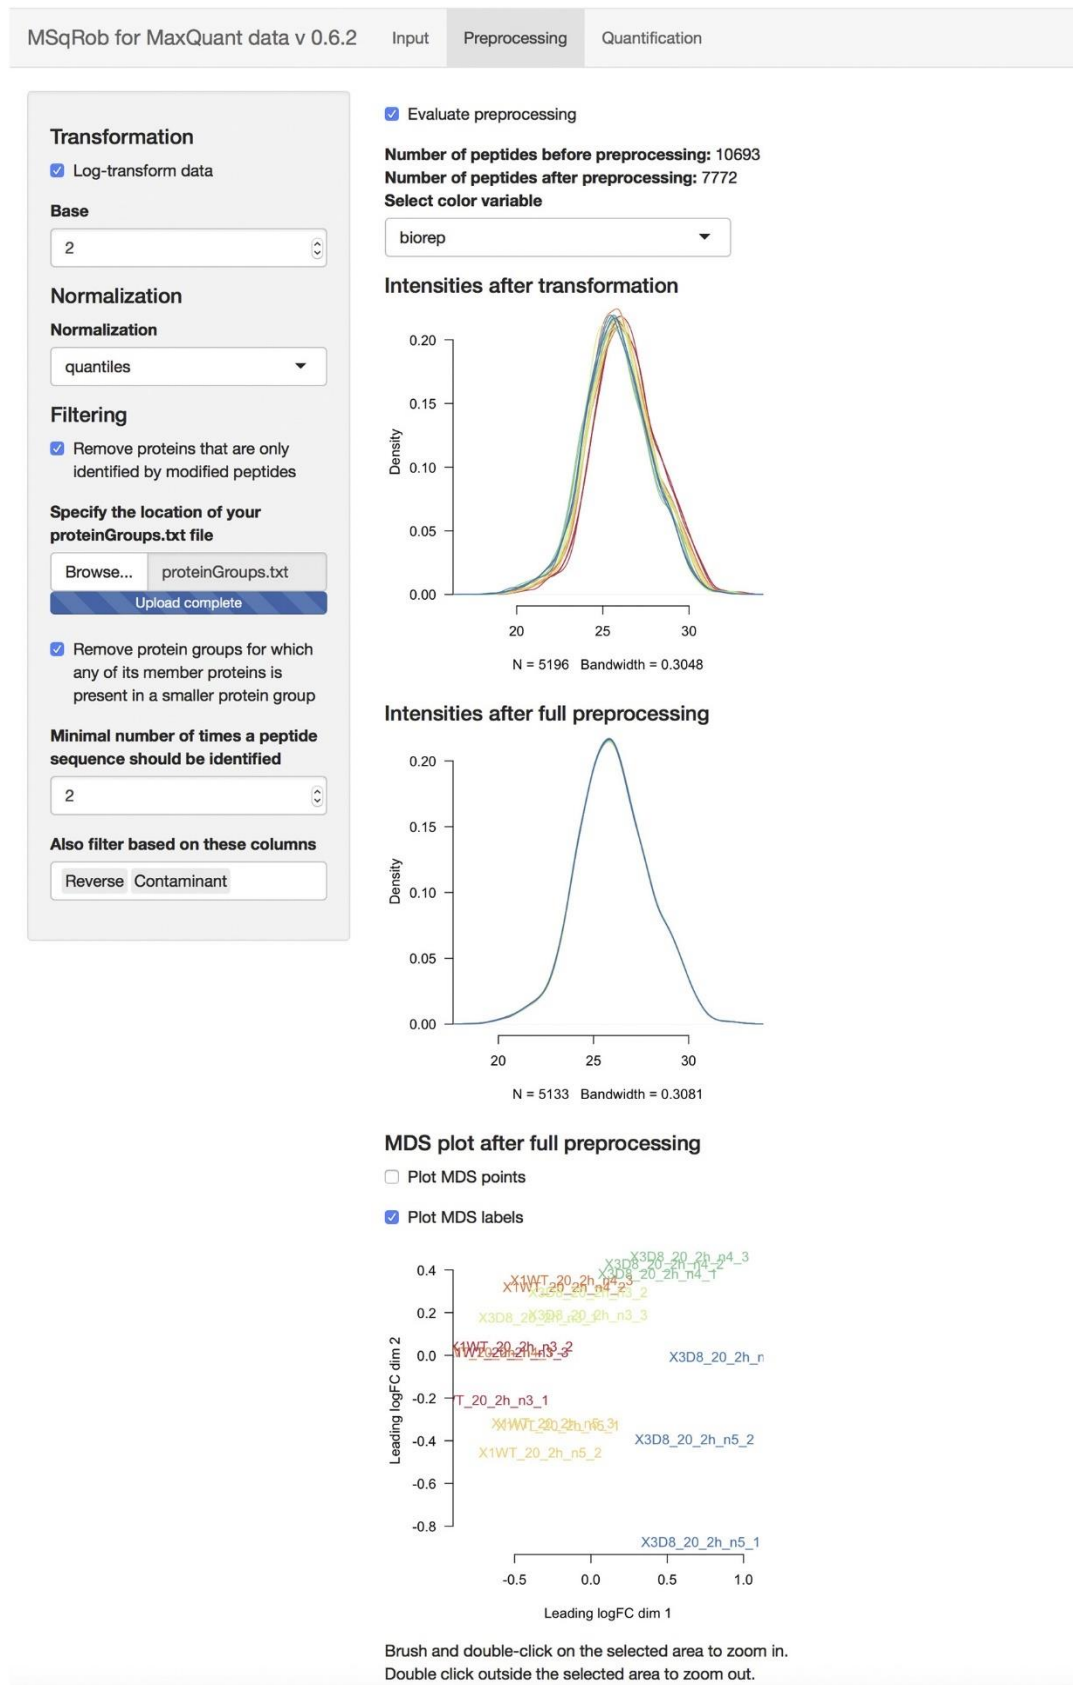 MSqRob for MaxQuant data v 0.6.2 Input Preprocessing Quantification
Transformation
Log-transform data
Base
2
Normalization
Normalization
quantiles
Filtering
Remove proteins that are only
identified by modified peptides
Specify the location of your
proteinGroups.txt file
Browse... proteinGroups.txt
Upload complete
Remove protein groups for which
any of its member proteins is
present in a smaller protein group
Minimal number of times a peptide
sequence should be identified
2
Also filter based on these columns
Reverse Contaminant
Evaluate preprocessing
Number of peptides before preprocessing: 10693
Number of peptides after preprocessing: 7772
Select color variable
biorep
Intensities after transformation
Density
0.20
0.15
0.10
0.05
0.00
20 25 30
N = 5196 Bandwidth = 0.3048
Intensities after full preprocessing
Density
0.20
0.15
0.10
0.05
0.00
20 25 30
N = 5133 Bandwidth = 0.3081
MDS plot after full preprocessing
Plot MDS points
Plot MDS labels
Leading logFC dim 2
0.4
0.2
0.0
-0.2
-0.4
-0.6
-0.8
X3D8_20_2h_n4_3
X3D8_20_2h_n4_2
X3D8_20_2h_n4_1
X1WT_20_2h_n4_3
X1WT_20_2h_n4_2
X3D8_20_2h_n3_3
X3D8_20_2h_n
T_20_2h_n3_1
X3D8_20_2h_n5_2
X1WT_20_2h_n5_2
X3D8_20_2h_n5_1
-0.5 0.0 0.5 1.0
Leading logFC dim 1
Brush and double-click on the selected area to zoom in.
Double click outside the selected area to zoom out.